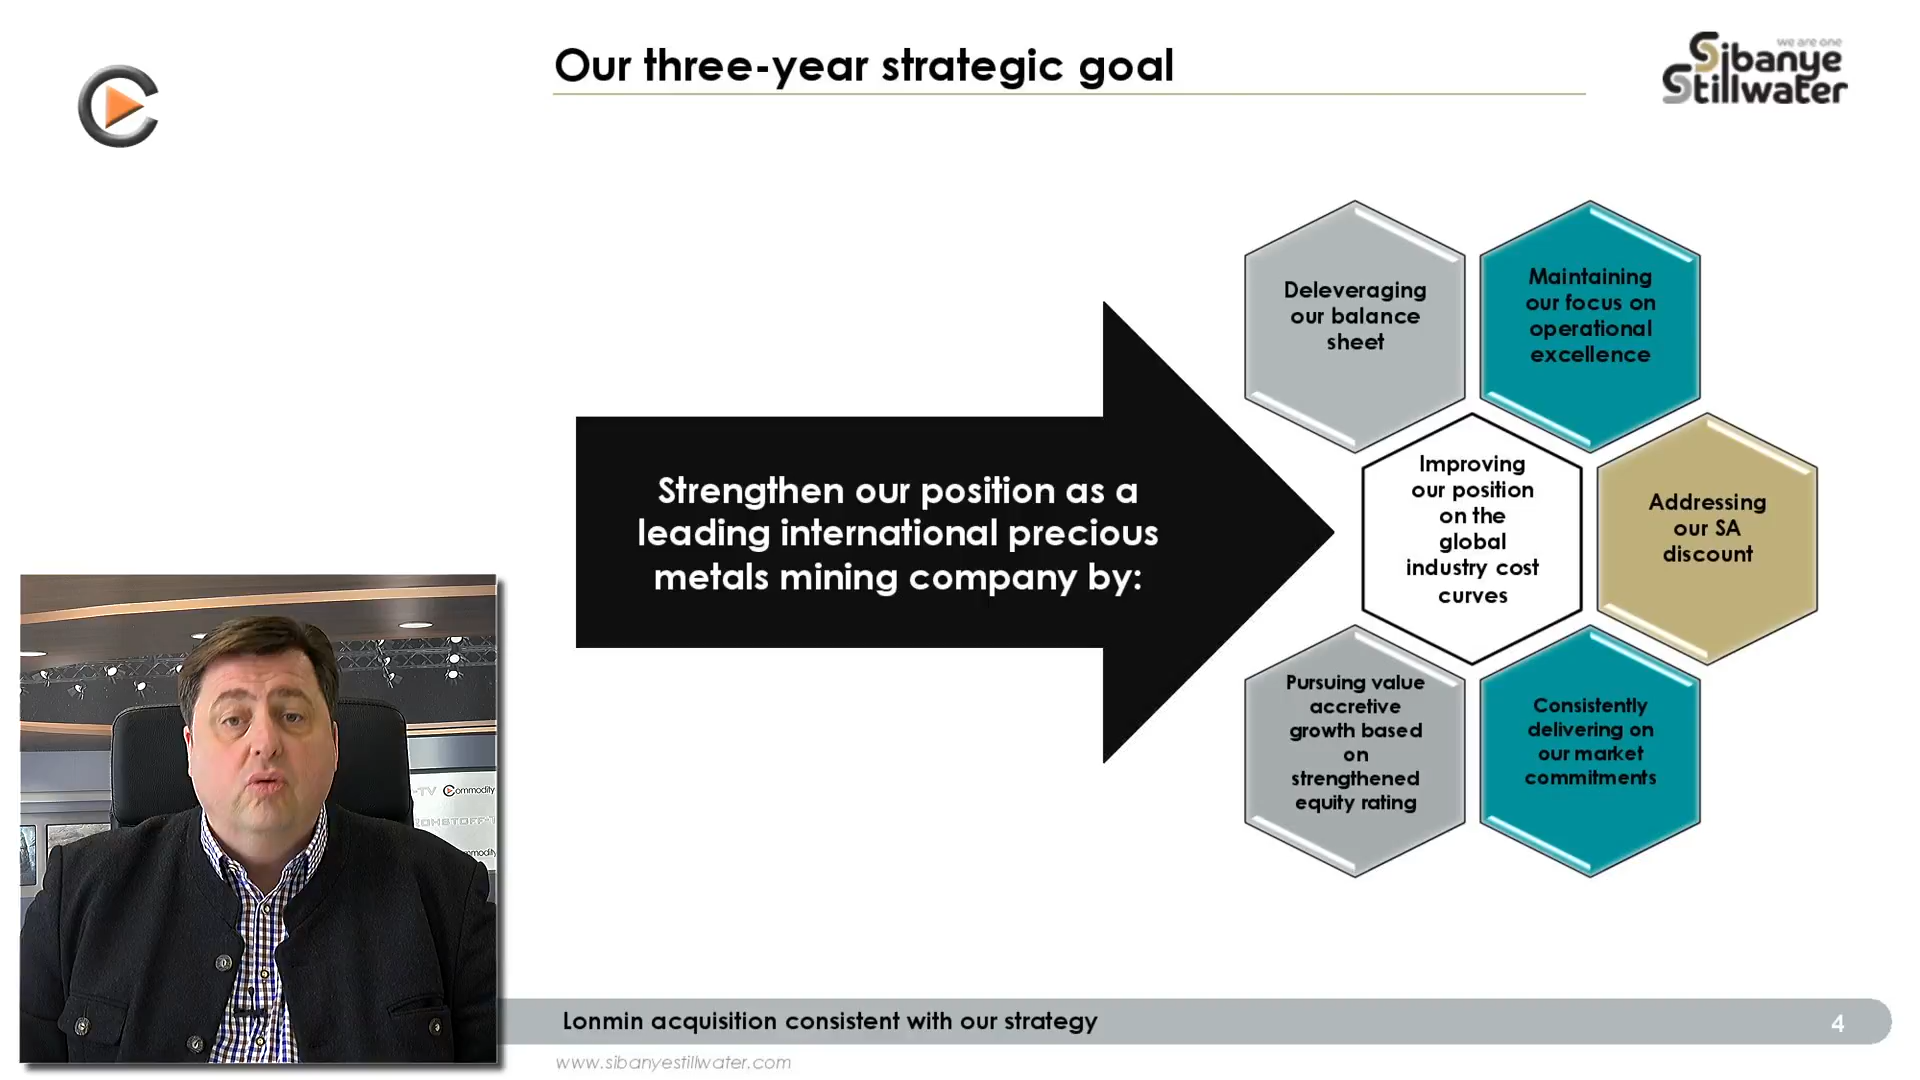 Our three-year strategic goal
we are one
Sibanye
Stillwater
Deleveraging
our balance
sheet
Maintaining
our focus on
operational
excellence
Strengthen our position as a
leading international precious
metals mining company by:
Improving
our position
on the
global
industry cost
curves
Addressing
our SA
discount
Pursuing value
accretive
growth based
on
strengthened
equity rating
Consistently
delivering on
our market
commitments
-TV Commodity
OHSTOFF-T
mmodity
Lonmin acquisition consistent with our strategy
4
www.sibanyestillwater.com